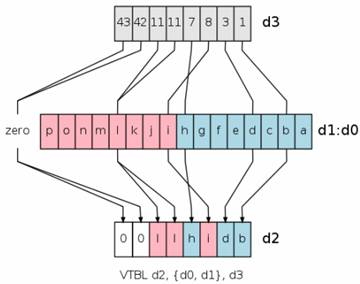 43 42 11 11 7 8 3 1 d3
zero p o n m l k j i h g f e d c b a d1:d0
0 0 l l h i d b d2
VTBL d2, {d0, d1}, d3